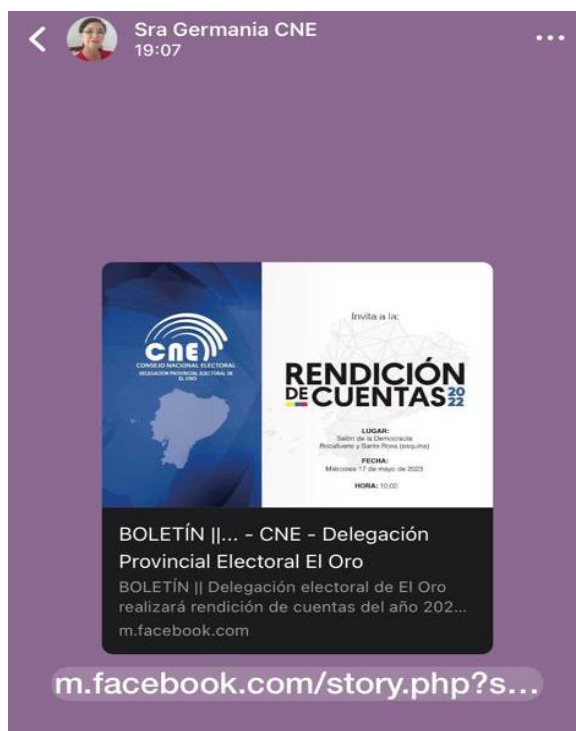 Sra Germania CNE
19:07
CNE
CONSEJO NACIONAL ELECTORAL
DELEGACIÓN PROVINCIAL ELECTORAL DE
EL ORO
Invita a la:
RENDICIÓN
DE CUENTAS 2022
LUGAR:
Salón de la Democracia
Rocafuerte y Santa Rosa (esquina)
FECHA:
Miércoles 17 de mayo de 2023
HORA: 10:00
BOLETÍN ||... - CNE - Delegación
Provincial Electoral El Oro
BOLETÍN || Delegación electoral de El Oro
realizará rendición de cuentas del año 202...
m.facebook.com
m.facebook.com/story.php?s...